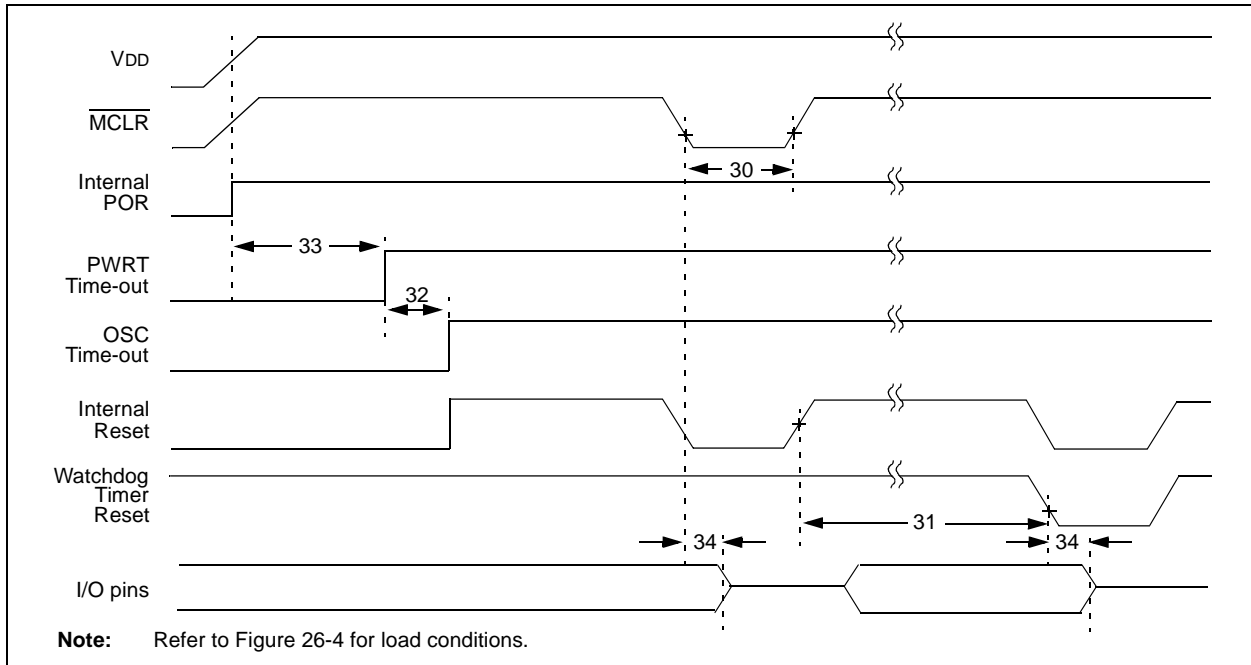 VDD
MCLR
30
Internal
POR
33
PWRT
Time-out
32
OSC
Time-out
Internal
Reset
Watchdog
Timer
Reset
31
34
34
I/O pins
Note: Refer to Figure 26-4 for load conditions.